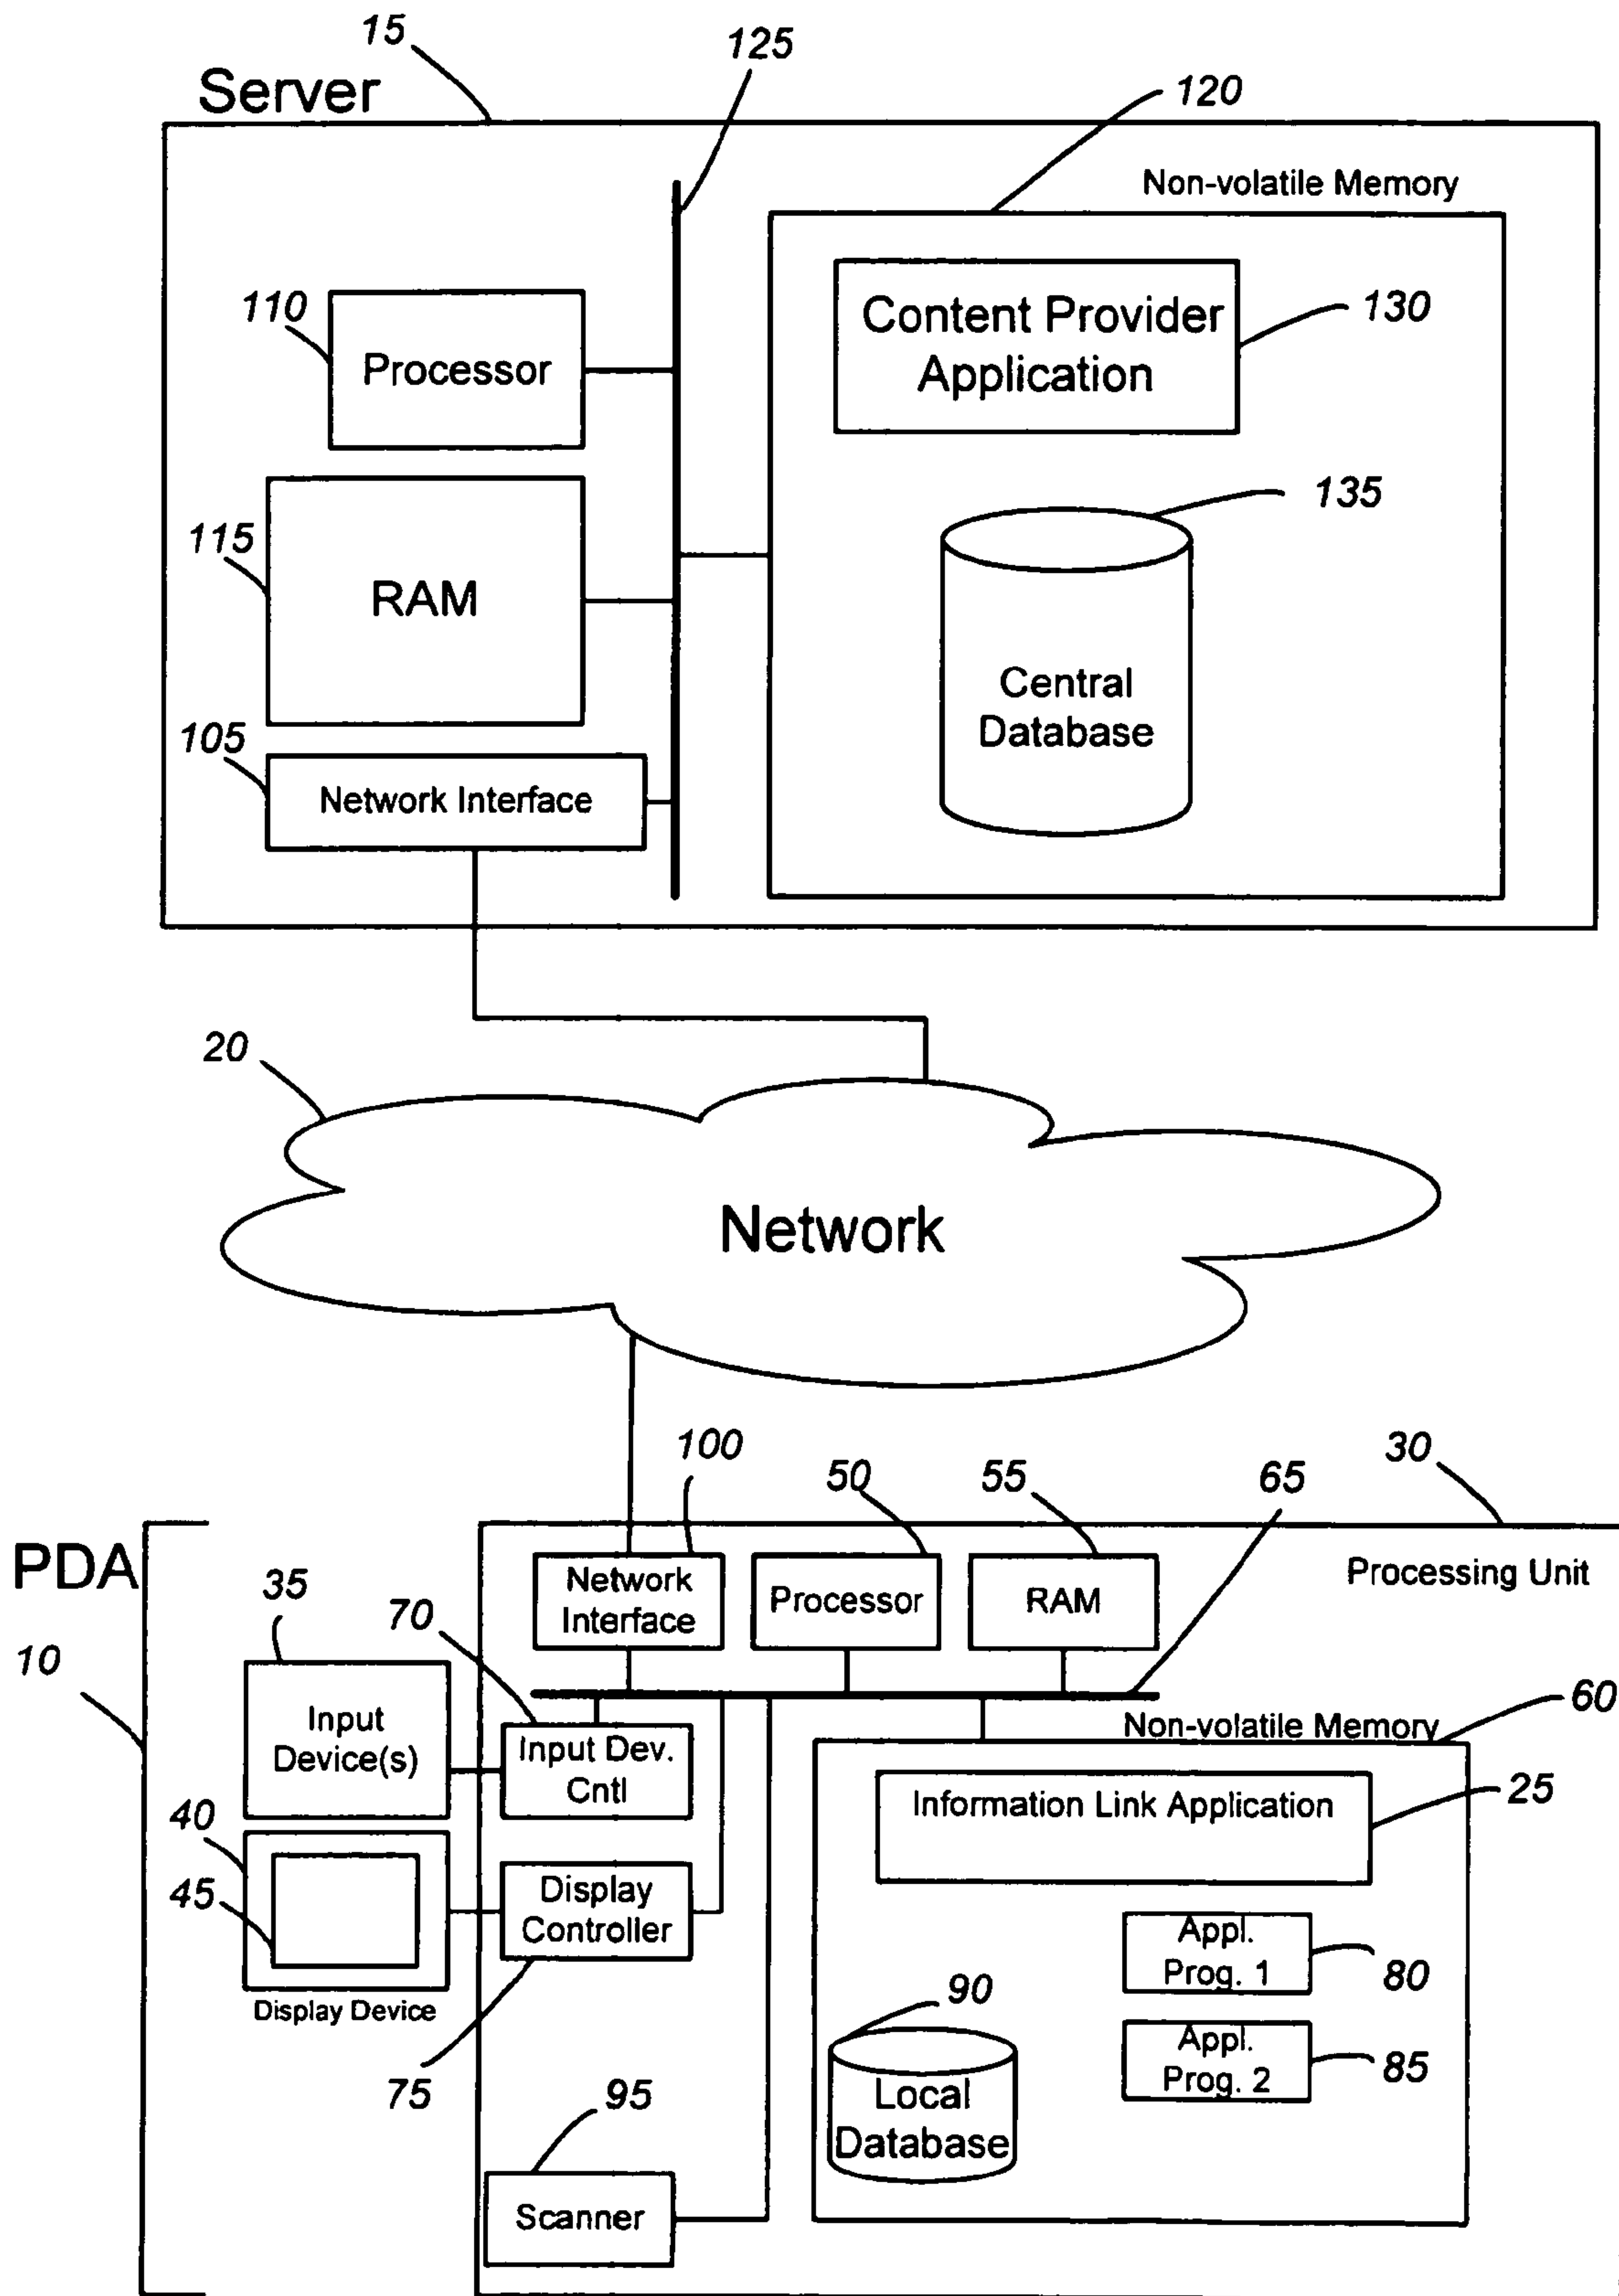 15
125
Server
120
Non-volatile Memory
110
Processor
Content Provider
Application
130
135
115
RAM
Central
Database
105
Network Interface
20
Network
100
50
55
65
30
PDA
Network
Interface
Processor
RAM
Processing Unit
35
70
10
Input
Device(s)
Input Dev.
Cntl
Non-volatile Memory
60
Information Link Application
25
40
45
Display
Controller
Display Device
75
Appl.
Prog. 1
80
90
Appl.
Prog. 2
85
Local
Database
95
Scanner